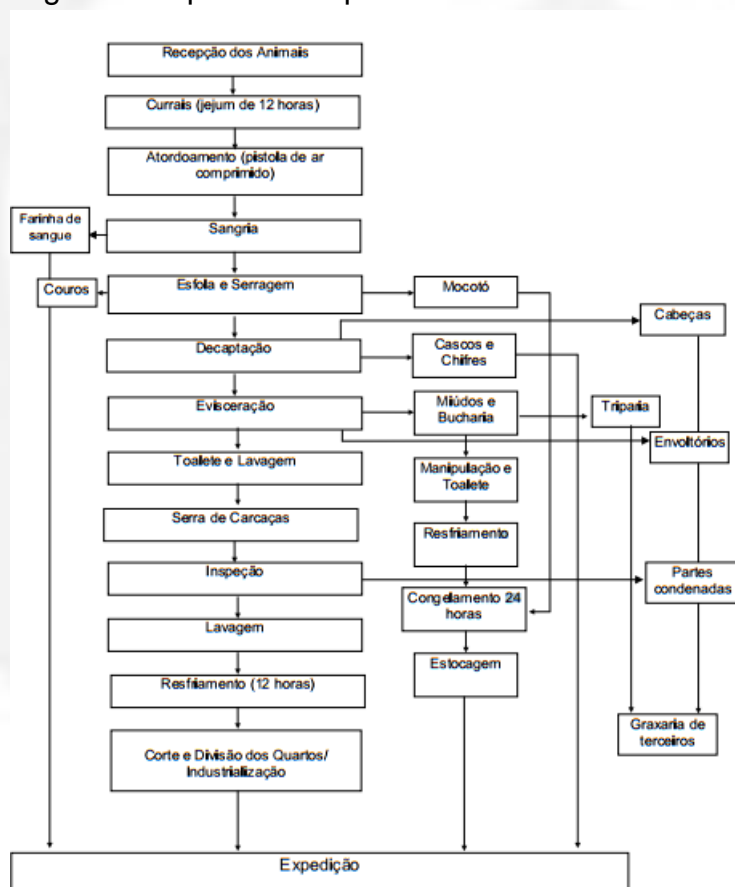 Recepção dos Animais
Currais (jejum de 12 horas)
Atordoamento (pistola de ar
comprimido)
Farinha de
sangue
Sangria
Couros
Esfola e Serragem
Mocotó
Cabeças
Decaptação
Cascos e
Chifres
Evisceração
Miúdos e
Bucharia
Triparia
Envoltórios
Toalete e Lavagem
Manipulação e
Toalete
Serra de Carcaças
Resfriamento
Inspeção
Partes
condenadas
Congelamento 24
horas
Lavagem
Estocagem
Resfriamento (12 horas)
Graxaria de
terceiros
Corte e Divisão dos Quartos/
Industrialização
Expedição